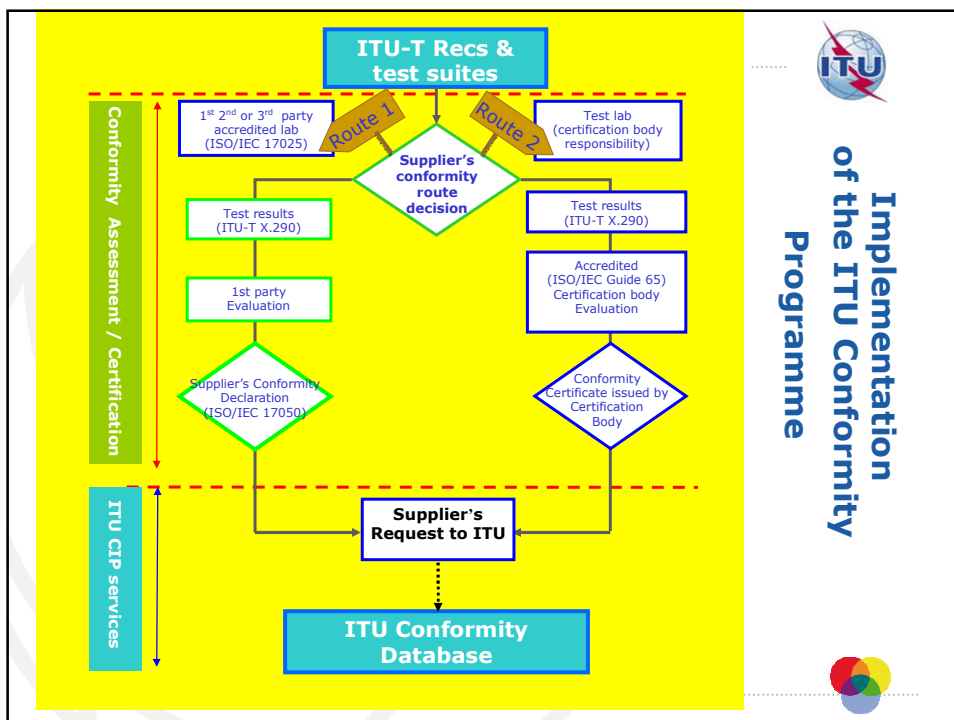 ITU-T Recs &
test suites
1st 2nd or 3rd party
accredited lab
(ISO/IEC 17025)
Route 1
Route 2
Test lab
(certification body
responsibility)
Supplier's
conformity
route
decision
Test results
(ITU-T X.290)
Test results
(ITU-T X.290)
1st party
Evaluation
Accredited
(ISO/IEC Guide 65)
Certification body
Evaluation
Supplier's Conformity
Declaration
(ISO/IEC 17050)
Conformity
Certificate issued by
Certification
Body
Supplier's
Request to ITU
ITU Conformity
Database
Conformity Assessment / Certification
ITU CIP services
ITU
Implementation
of the ITU Conformity
Programme